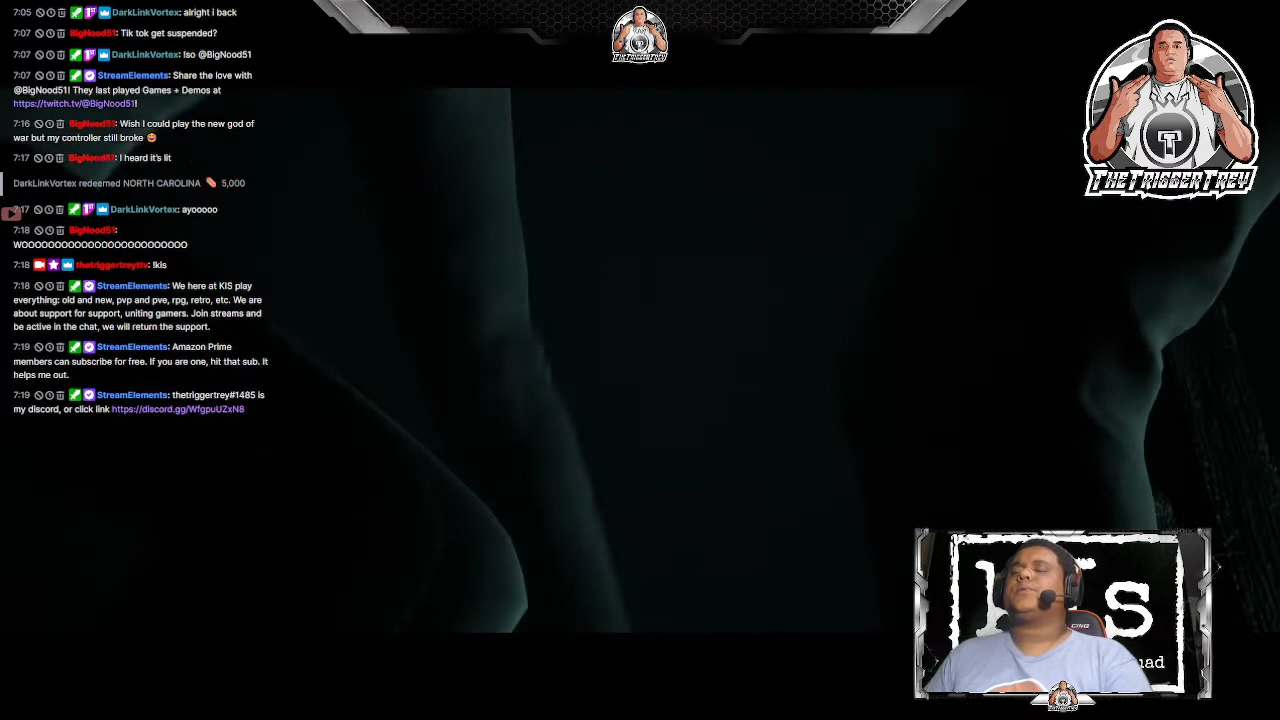 7:05 DarkLinkVortex: alright i back
7:07 BigNood51: Tik tok get suspended?
7:07 DarkLinkVortex: !so @BigNood51
7:07 StreamElements: Share the love with
@BigNood51! They last played Games + Demos at
https://twitch.tv/@BigNood51!
7:16 BigNood51: Wish I could play the new god of
war but my controller still broke 😅
7:17 BigNood51: I heard it's lit
DarkLinkVortex redeemed NORTH CAROLINA 5,000
7:17 DarkLinkVortex: ayooooo
7:18 BigNood51:
WOOOOOOOOOOOOOOOOOOOOOOOO
7:18 thetriggertreyttv: !kis
7:18 StreamElements: We here at KIS play
everything: old and new, pvp and pve, rpg, retro, etc. We are
about support for support, uniting gamers. Join streams and
be active in the chat, we will return the support.
7:19 StreamElements: Amazon Prime
members can subscribe for free. If you are one, hit that sub. It
helps me out.
7:19 StreamElements: thetriggertrey#1485 is
my discord, or click link https://discord.gg/WfgpuUZxN8
T
THETRIGGERTREY